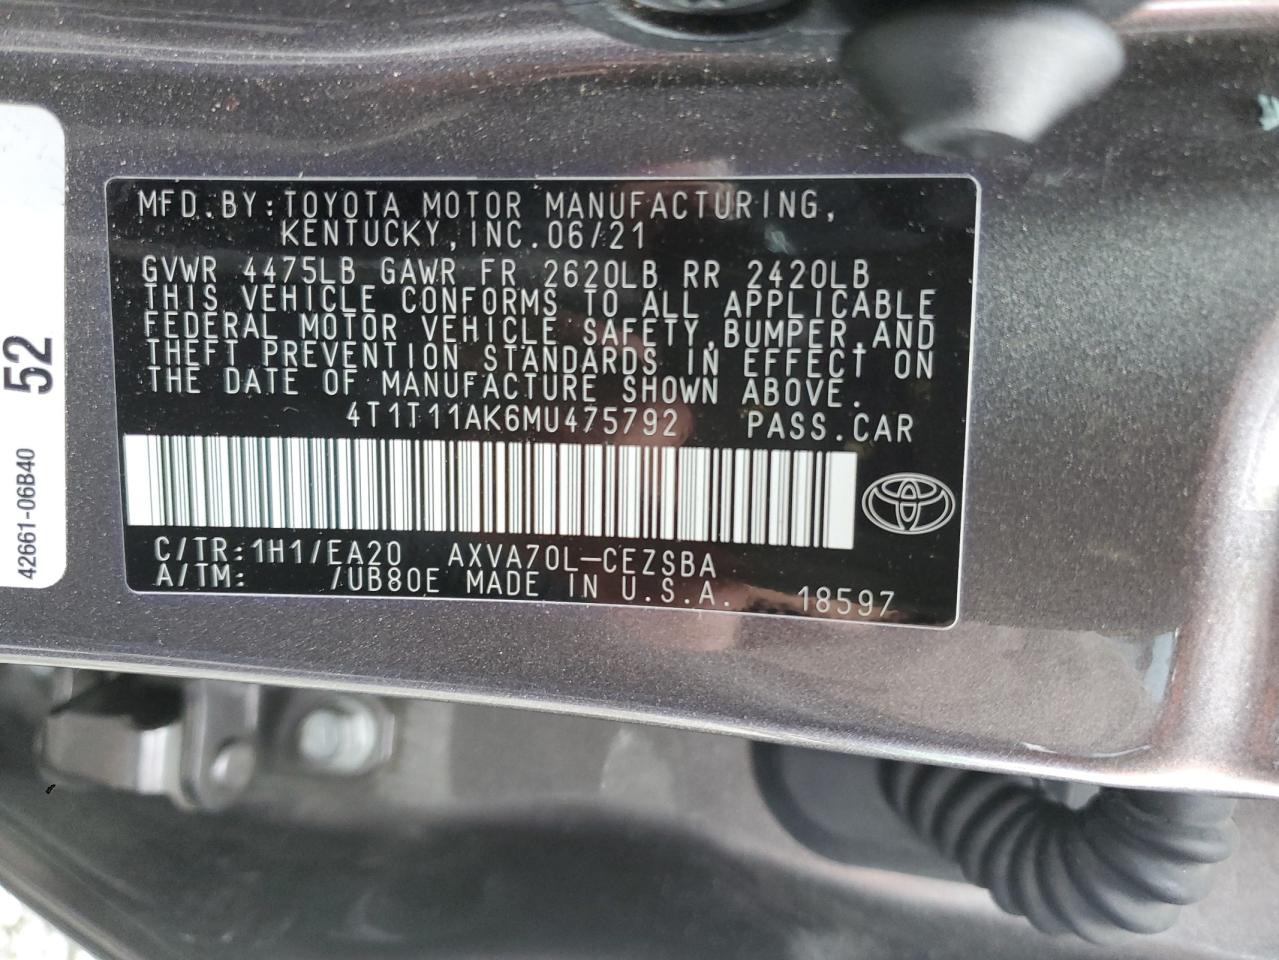 MFD.BY:TOYOTA MOTOR MANUFACTURING,
KENTUCKY,INC.06/21
GVWR 4475LB GAWR FR 2620LB RR 2420LB
THIS VEHICLE CONFORMS TO ALL APPLICABLE
FEDERAL MOTOR VEHICLE SAFETY,BUMPER,AND
THEFT PREVENTION STANDARDS IN EFFECT ON
THE DATE OF MANUFACTURE SHOWN ABOVE.
4T1T11AK6MU475792 PASS.CAR
C/TR:1H1/EA20 AXVA70L-CEZSBA
A/TM: /UB80E MADE IN U.S.A. 18597
52
42661-06B40